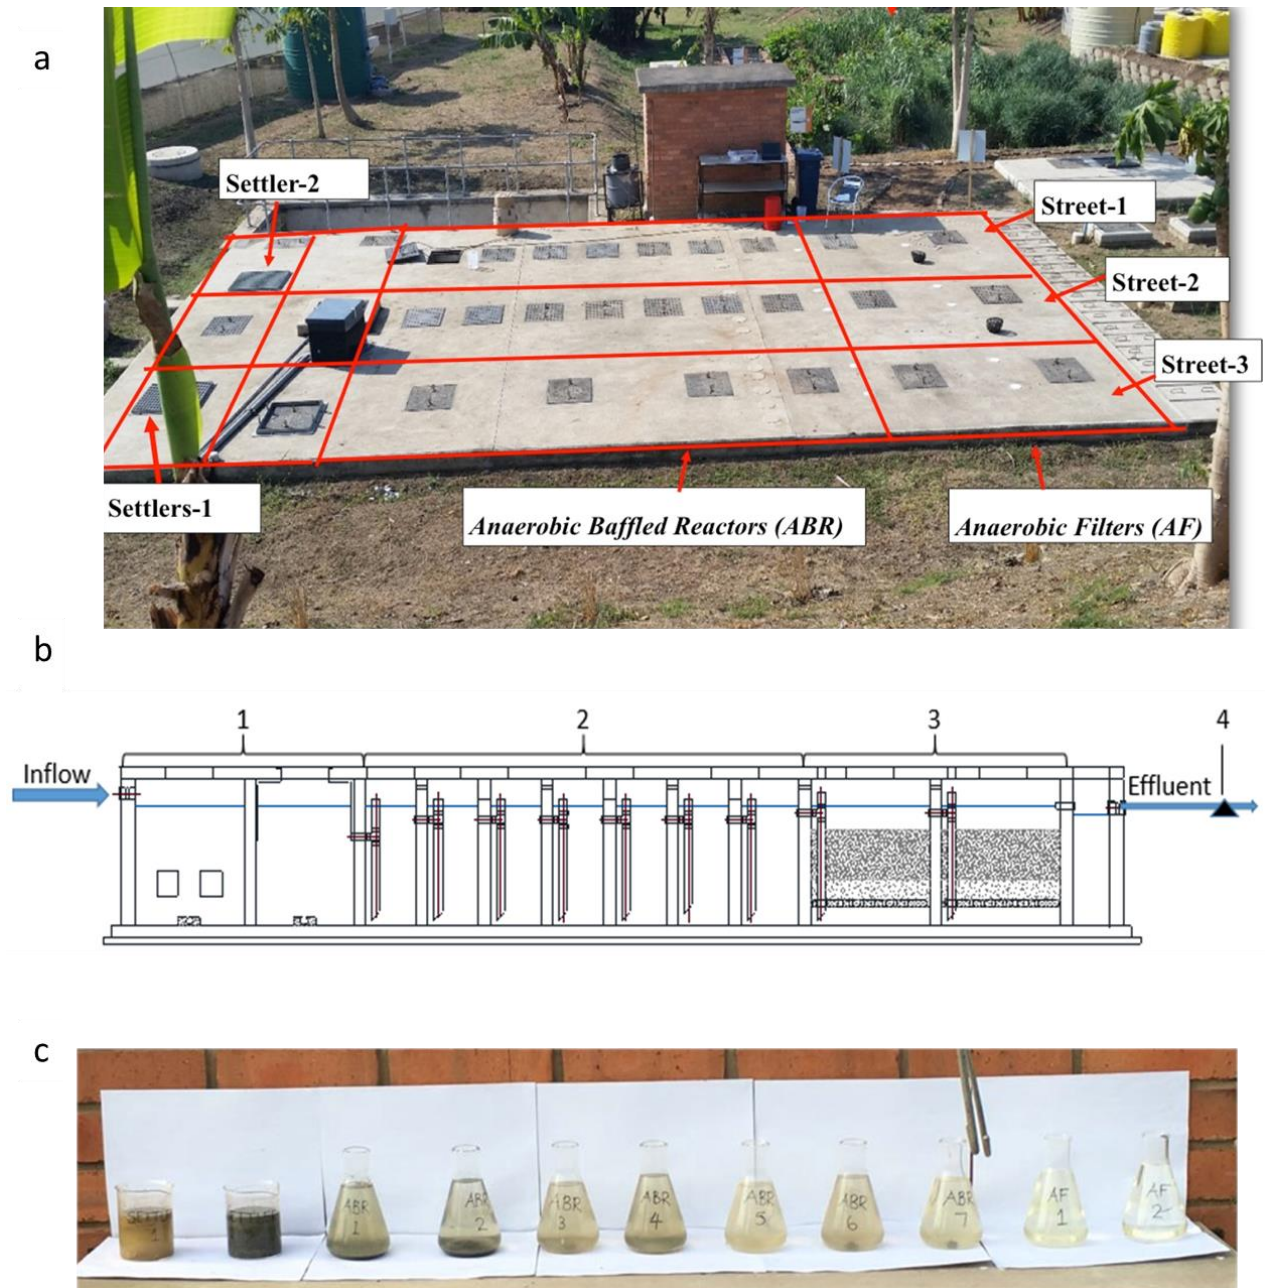 a
Settler-2
Street-1
Street-2
Street-3
Settlers-1
Anaerobic Baffled Reactors (ABR)
Anaerobic Filters (AF)
b
1
2
3
4
Inflow
Effluent
c
1
ABR
1
ABR
2
ABR
3
ABR
4
ABR
5
ABR
6
ABR
7
AF
1
AF
2